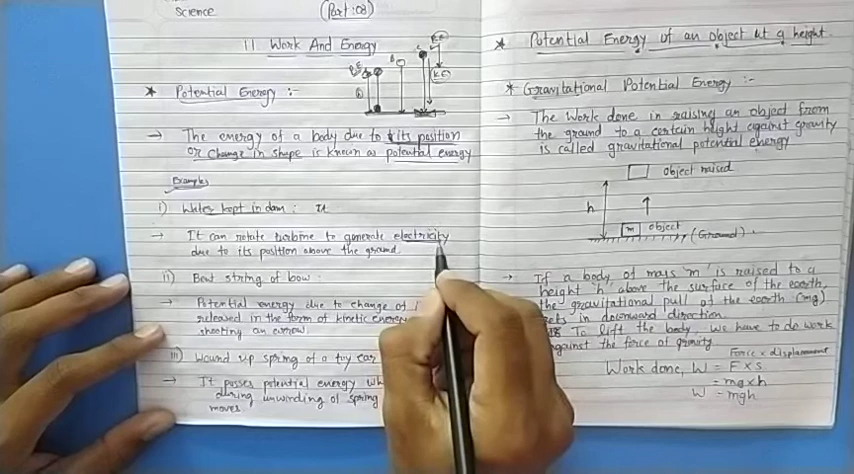 Science
(Part:02)
11 Work And Energy
* Potential Energy :-
→ The energy of a body due to its position
or change in shape is known as potential energy
Examples
i) Water kept in dam : It
→ It can rotate turbine to generate electricity
due to its position above the ground
ii) Bent string of bow :
→ Potential energy due to change of
released in the form of kinetic energy
shooting an arrow.
iii) Wound up spring of a toy car
→ It posses potential energy
during unwinding of spring
moves
* Potential Energy of an object at a height
* Gravitational Potential Energy :-
→ The Work done in raising an object from
the ground to a certain height against gravity
is called gravitational potential energy
object raised
h
m object
(Ground)
→ If a body of mass 'm' is raised to a
height 'h' above the surface of the earth,
the gravitational pull of the earth (mg)
in downward direction
To lift the body, we have to do work
against the force of gravity
Force x displacement
Work done, W = F X S
= mg x h
W = mgh